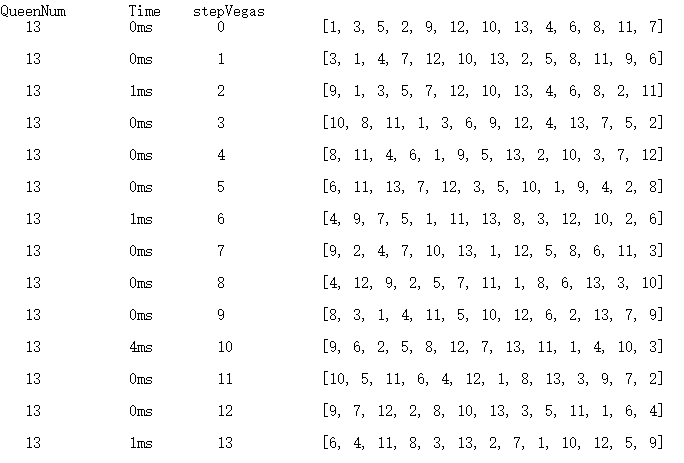 QueenNum Time stepVegas
13 0ms 0 [1, 3, 5, 2, 9, 12, 10, 13, 4, 6, 8, 11, 7]
13 0ms 1 [3, 1, 4, 7, 12, 10, 13, 2, 5, 8, 11, 9, 6]
13 1ms 2 [9, 1, 3, 5, 7, 12, 10, 13, 4, 6, 8, 2, 11]
13 0ms 3 [10, 8, 11, 1, 3, 6, 9, 12, 4, 13, 7, 5, 2]
13 0ms 4 [8, 11, 4, 6, 1, 9, 5, 13, 2, 10, 3, 7, 12]
13 0ms 5 [6, 11, 13, 7, 12, 3, 5, 10, 1, 9, 4, 2, 8]
13 1ms 6 [4, 9, 7, 5, 1, 11, 13, 8, 3, 12, 10, 2, 6]
13 0ms 7 [9, 2, 4, 7, 10, 13, 1, 12, 5, 8, 6, 11, 3]
13 0ms 8 [4, 12, 9, 2, 5, 7, 11, 1, 8, 6, 13, 3, 10]
13 0ms 9 [8, 3, 1, 4, 11, 5, 10, 12, 6, 2, 13, 7, 9]
13 4ms 10 [9, 6, 2, 5, 8, 12, 7, 13, 11, 1, 4, 10, 3]
13 0ms 11 [10, 5, 11, 6, 4, 12, 1, 8, 13, 3, 9, 7, 2]
13 0ms 12 [9, 7, 12, 2, 8, 10, 13, 3, 5, 11, 1, 6, 4]
13 1ms 13 [6, 4, 11, 8, 3, 13, 2, 7, 1, 10, 12, 5, 9]